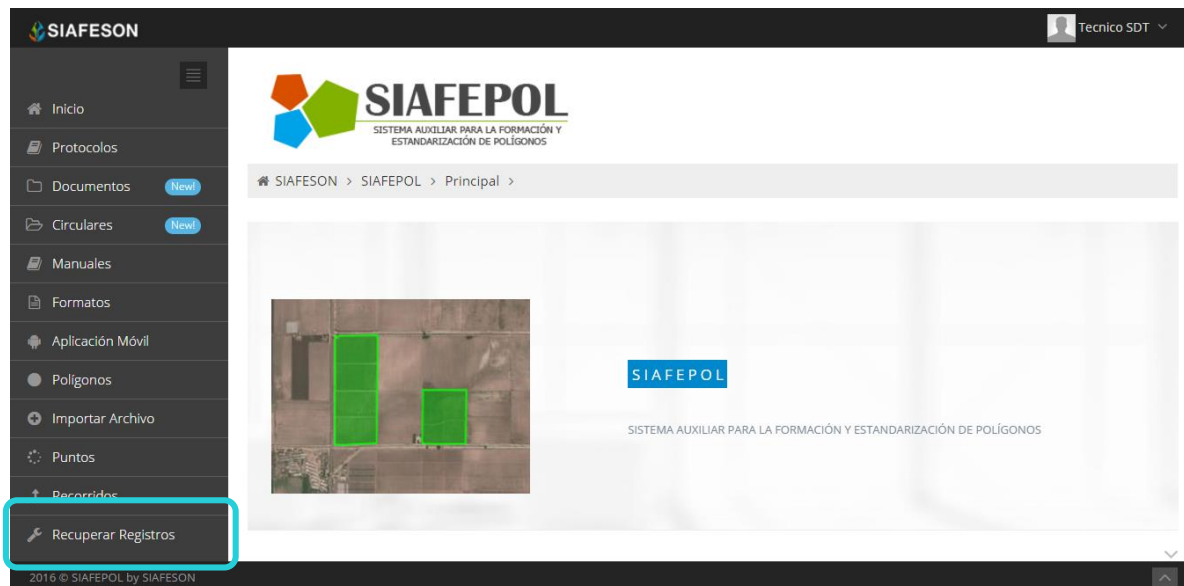 SIAFESON
Tecnico SDT
Inicio
Protocolos
Documentos New!
Circulares New!
Manuales
Formatos
Aplicación Móvil
Polígonos
Importar Archivo
Puntos
Recorridos
Recuperar Registros
SIAFEPOL
SISTEMA AUXILIAR PARA LA FORMACIÓN Y
ESTANDARIZACIÓN DE POLÍGONOS
SIAFESON > SIAFEPOL > Principal >
SIAFEPOL
SISTEMA AUXILIAR PARA LA FORMACIÓN Y ESTANDARIZACIÓN DE POLÍGONOS
2016 © SIAFEPOL by SIAFESON